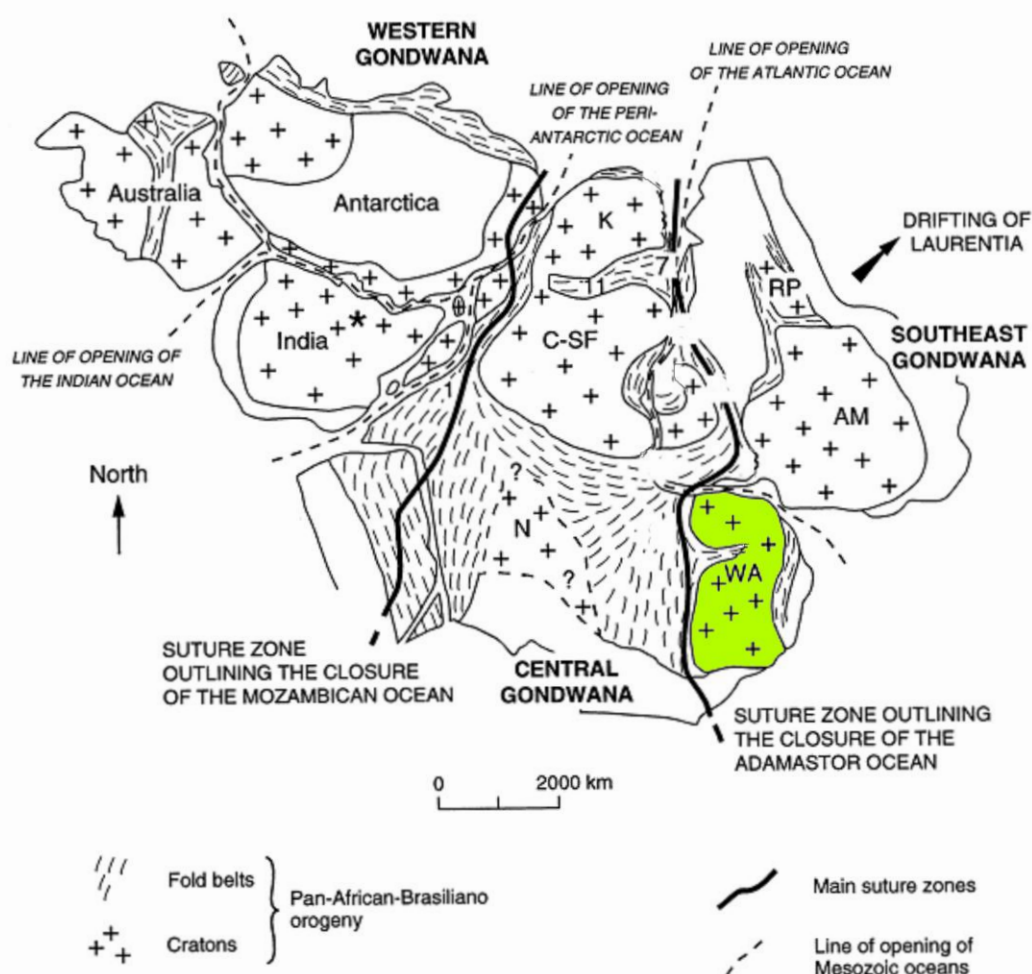 WESTERN
GONDWANA
LINE OF OPENING
OF THE ATLANTIC OCEAN
LINE OF OPENING
OF THE PERI-
ANTARCTIC OCEAN
Australia
Antarctica
K
DRIFTING OF
LAURENTIA
7
11
RP
India
*
C-SF
SOUTHEAST
GONDWANA
LINE OF OPENING OF
THE INDIAN OCEAN
1
AM
North
?
N
WA
?
SUTURE ZONE
OUTLINING THE CLOSURE
OF THE MOZAMBICAN OCEAN
CENTRAL
GONDWANA
SUTURE ZONE OUTLINING
THE CLOSURE OF THE
ADAMASTOR OCEAN
0 2000 km
Fold belts
Cratons
Pan-African-Brasiliano
orogeny
Main suture zones
Line of opening of
Mesozoic oceans